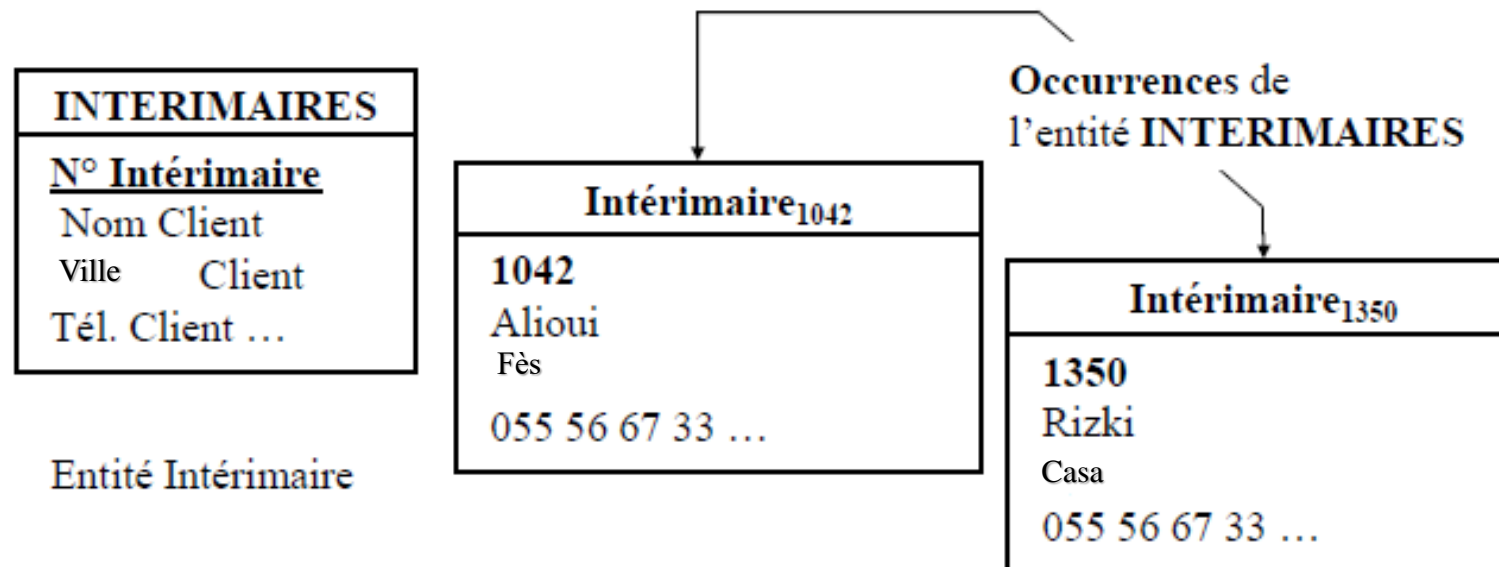 INTERIMAIRES
N° Intérimaire
Nom Client
Ville Client
Tél. Client …
Entité Intérimaire
Intérimaire1042
1042
Alioui
Fès
055 56 67 33 …
Occurrences de
l’entité INTERIMAIRES
Intérimaire1350
1350
Rizki
Casa
055 56 67 33 …